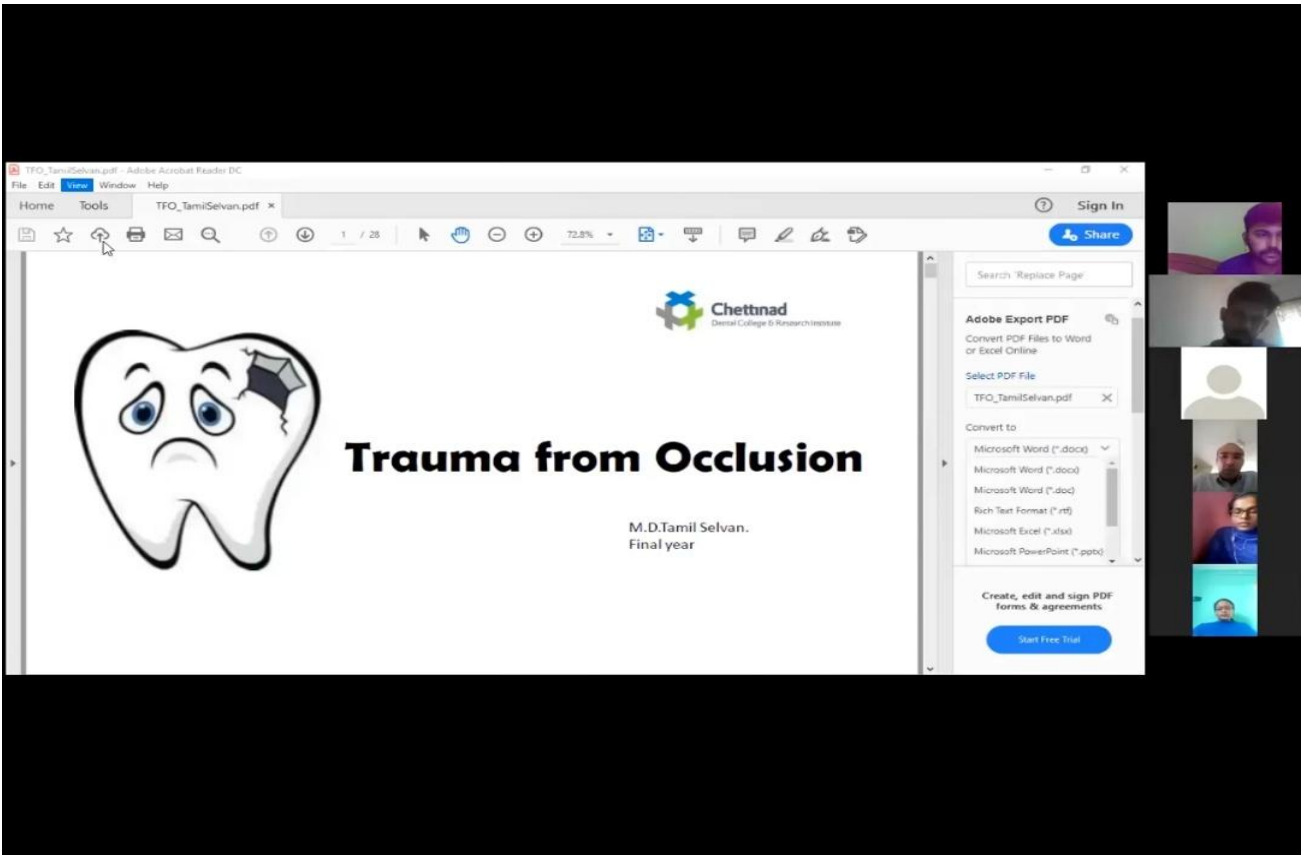 TFO_TamilSelvan.pdf - Adobe Acrobat Reader DC
File Edit View Window Help
Home Tools TFO_TamilSelvan.pdf × Sign In
1 / 28 72.8% Share
Search 'Replace Page'
Chettinad
Dental College & Research Institute
Trauma from Occlusion
M.D.Tamil Selvan.
Final year
Adobe Export PDF
Convert PDF Files to Word
or Excel Online
Select PDF File
TFO_TamilSelvan.pdf
Convert to
Microsoft Word (*.docx)
Microsoft Word (*.docx)
Microsoft Word (*.doc)
Rich Text Format (*.rtf)
Microsoft Excel (*.xlsx)
Microsoft PowerPoint (*.pptx)
Create, edit and sign PDF
forms & agreements
Start Free Trial